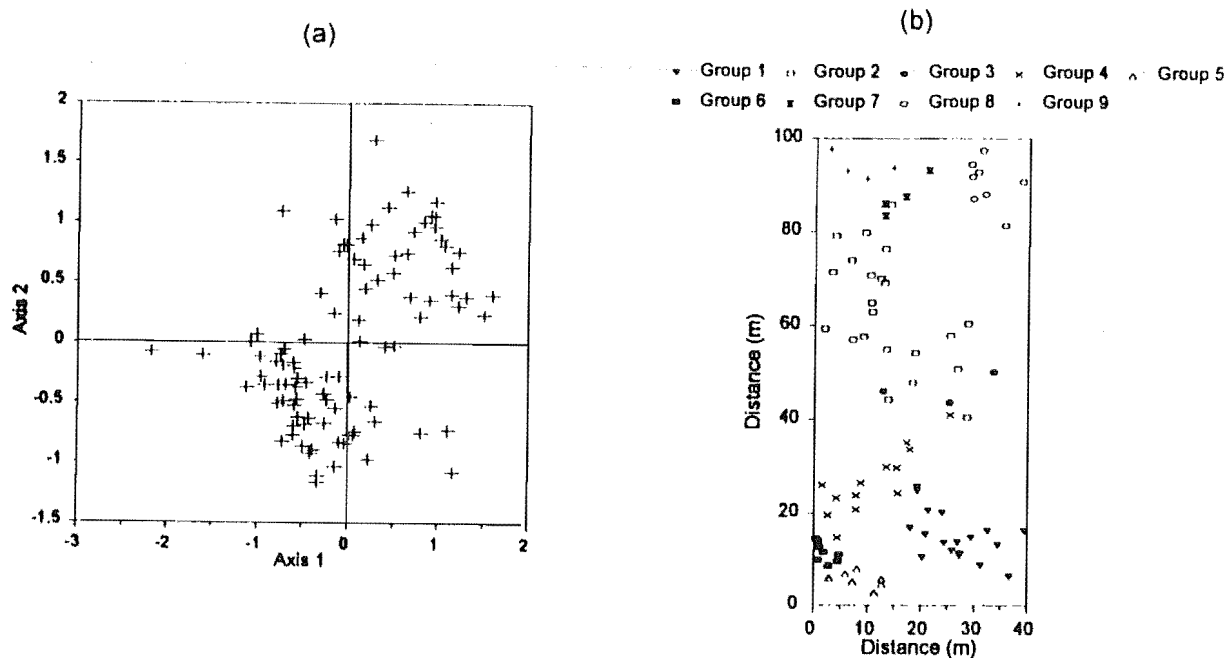 (a)
2
1.5
1
0.5
0
-0.5
-1
-1.5
Axis 2
-3
-2
-1
0
1
2
Axis 1
(b)
Group 1 Group 2 Group 3 Group 4 Group 5
Group 6 Group 7 Group 8 Group 9
100
80
60
40
20
0
Distance (m)
0 10 20 30 40
Distance (m)